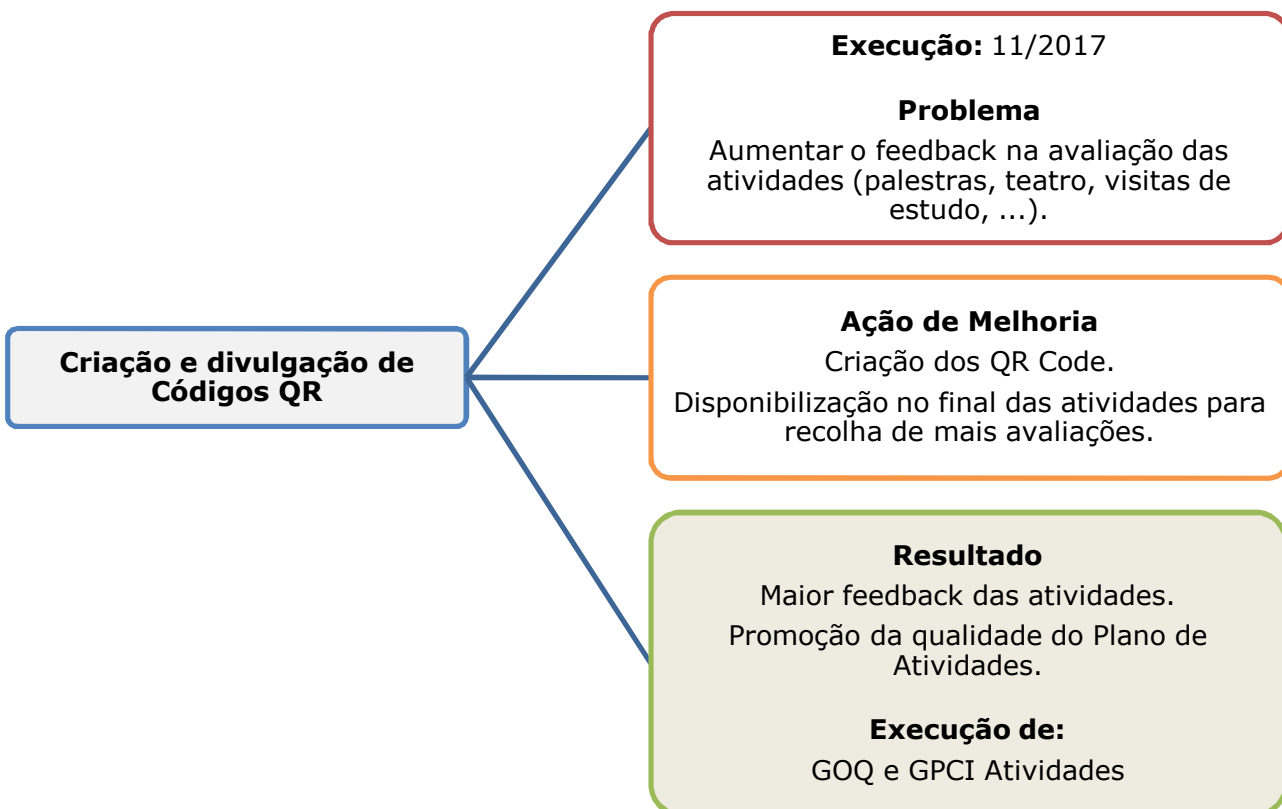 Execução: 11/2017
Problema
Aumentar o feedback na avaliação das
atividades (palestras, teatro, visitas de
estudo, ...).
Criação e divulgação de
Códigos QR
Ação de Melhoria
Criação dos QR Code.
Disponibilização no final das atividades para
recolha de mais avaliações.
Resultado
Maior feedback das atividades.
Promoção da qualidade do Plano de
Atividades.
Execução de:
GOQ e GPCI Atividades